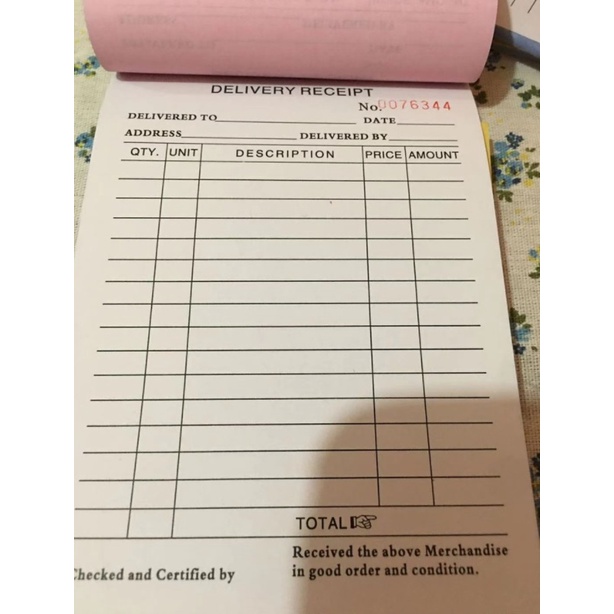 DELIVERY RECEIPT
No. 0076344
DELIVERED TO DATE
ADDRESS DELIVERED BY
QTY. UNIT DESCRIPTION PRICE AMOUNT
TOTAL
Checked and Certified by
Received the above Merchandise
in good order and condition.